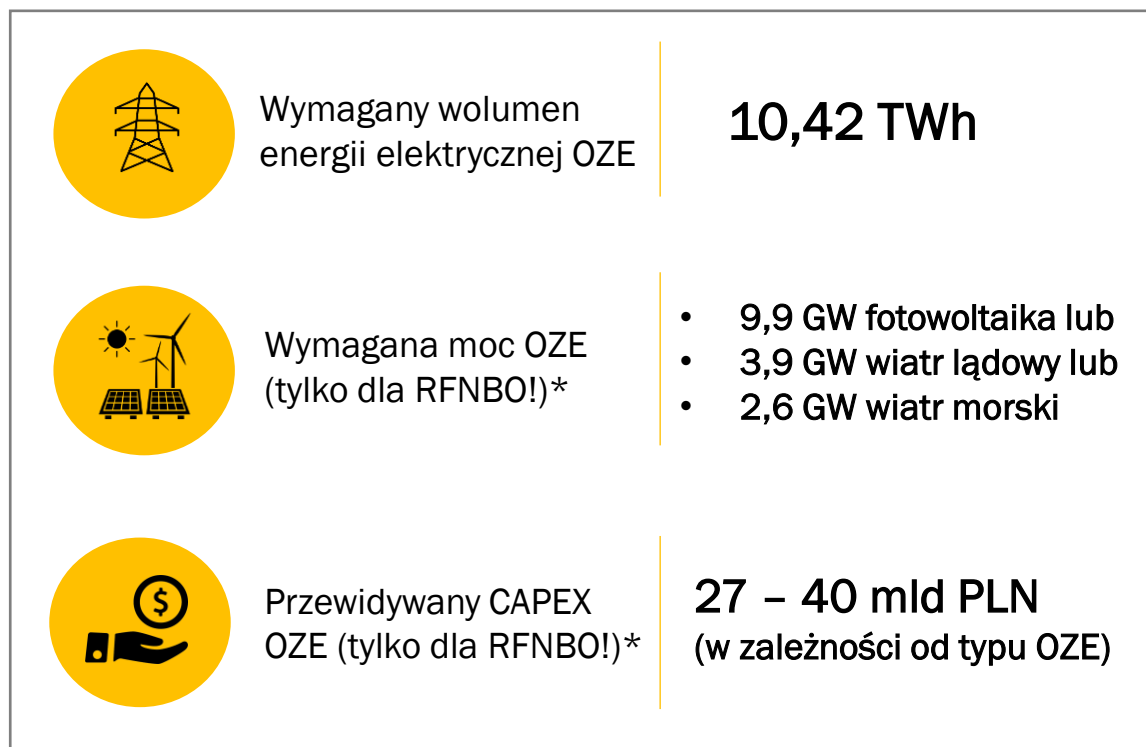 Wymagany wolumen
energii elektrycznej OZE
10,42 TWh
Wymagana moc OZE
(tylko dla RFNBO!)*
• 9,9 GW fotowoltaika lub
• 3,9 GW wiatr lądowy lub
• 2,6 GW wiatr morski
$
Przewidywany CAPEX
OZE (tylko dla RFNBO!)*
27 – 40 mld PLN
(w zależności od typu OZE)